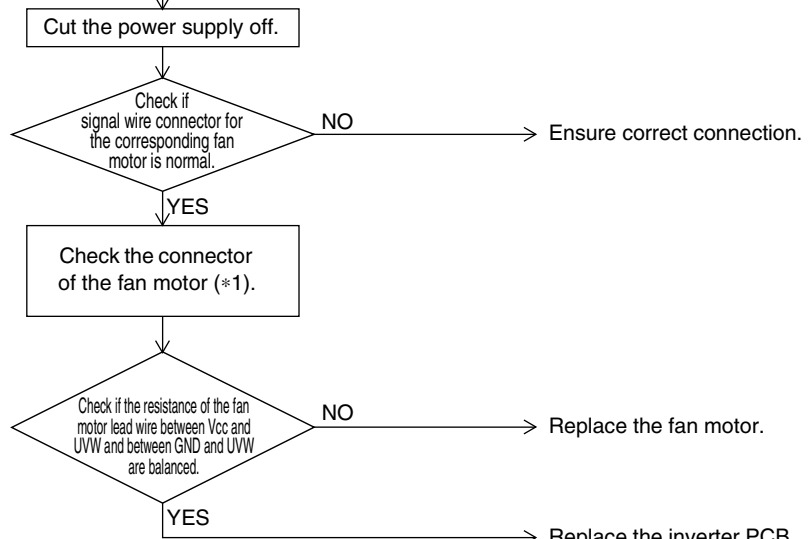 Cut the power supply off.
Check if
signal wire connector for
the corresponding fan
motor is normal.
NO
Ensure correct connection.
YES
Check the connector
of the fan motor (*1).
Check if the resistance of the fan
motor lead wire between Vcc and
UVW and between GND and UVW
are balanced.
NO
Replace the fan motor.
YES
Replace the inverter PCB.